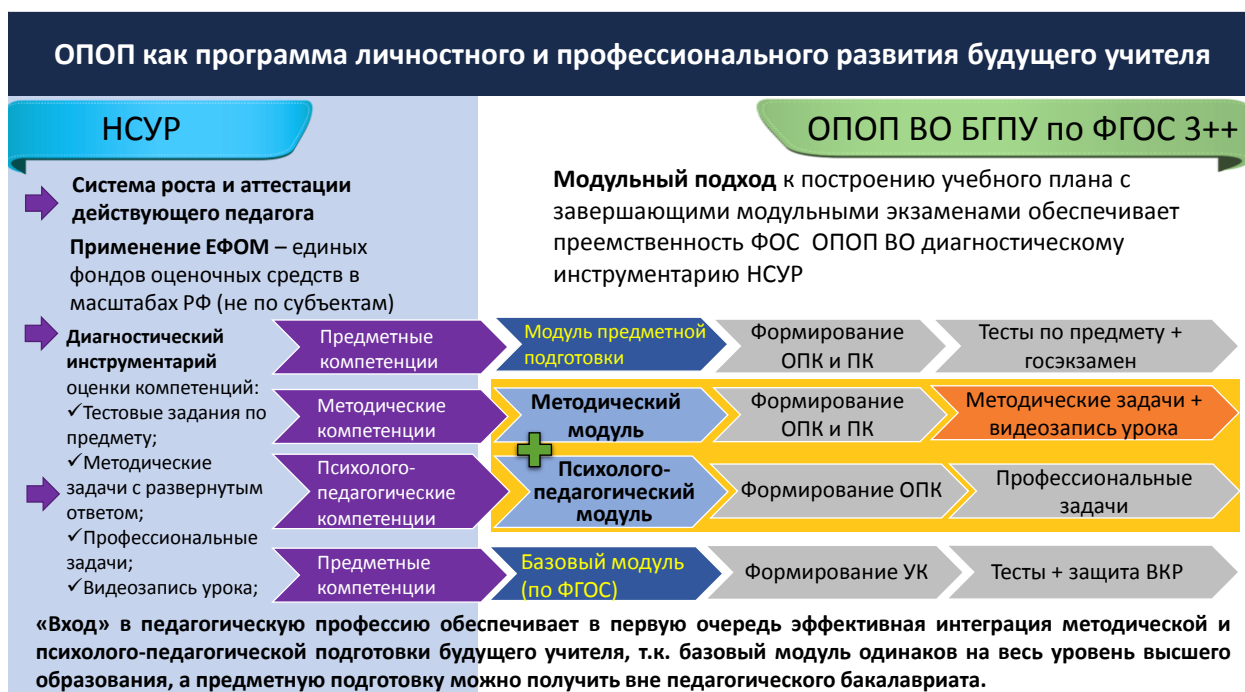 ОПОП как программа личностного и профессионального развития будущего учителя
НСУР
ОПОП ВО БГПУ по ФГОС 3++
Система роста и аттестации
действующего педагога
Применение ЕФОМ – единых
фондов оценочных средств в
масштабах РФ (не по субъектам)
Модульный подход к построению учебного плана с
завершающими модульными экзаменами обеспечивает
преемственность ФОС ОПОП ВО диагностическому
инструментарию НСУР
Диагностический
инструментарий
оценки компетенций:
✓Тестовые задания по
предмету;
✓Методические
задачи с развернутым
ответом;
✓Профессиональные
задачи;
✓Видеозапись урока;
Предметные
компетенции
Модуль предметной
подготовки
Формирование
ОПК и ПК
Тесты по предмету +
госэкзамен
Методические
компетенции
Методический
модуль
Формирование
ОПК и ПК
Методические задачи +
видеозапись урока
Психолого-
педагогические
компетенции
Психолого-
педагогический
модуль
Формирование ОПК
Профессиональные
задачи
Предметные
компетенции
Базовый модуль
(по ФГОС)
Формирование УК
Тесты + защита ВКР
«Вход» в педагогическую профессию обеспечивает в первую очередь эффективная интеграция методической и
психолого-педагогической подготовки будущего учителя, т.к. базовый модуль одинаков на весь уровень высшего
образования, а предметную подготовку можно получить вне педагогического бакалавриата.